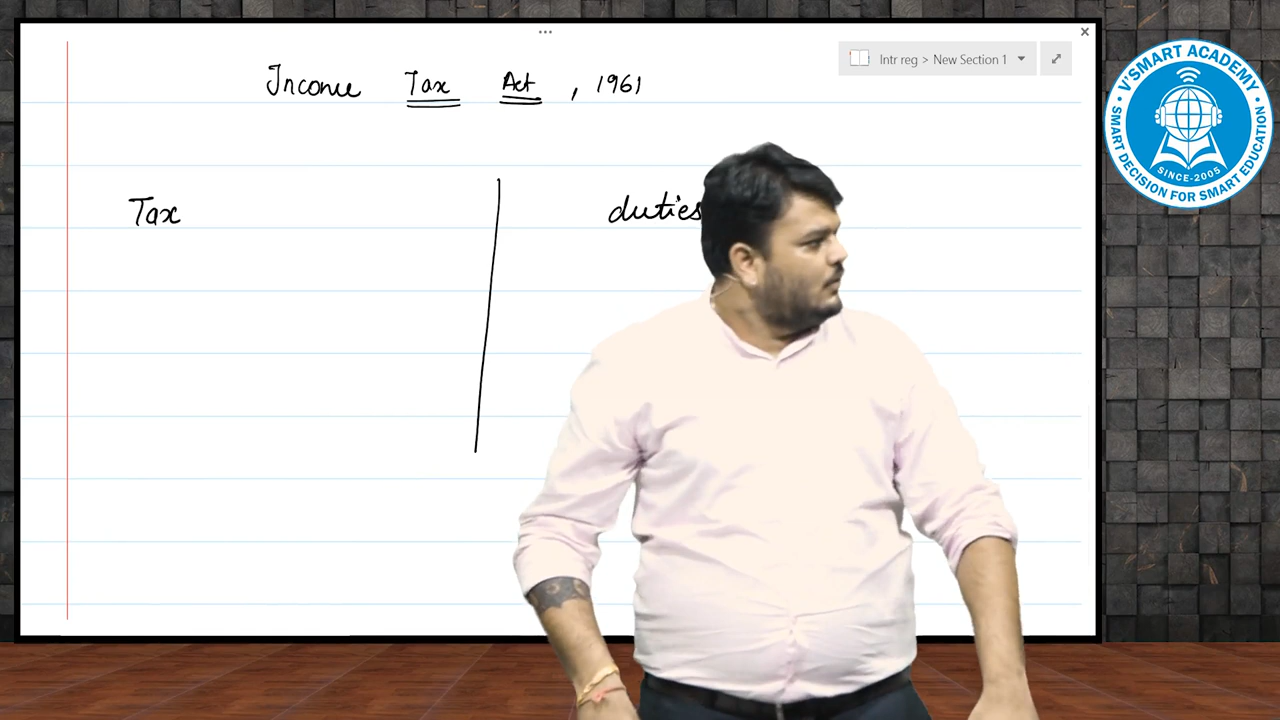 ...
Intr reg > New Section 1
Income Tax Act, 1961
Tax duties
V'SMART ACADEMY
SINCE-2005
SMART DECISION FOR SMART EDUCATION